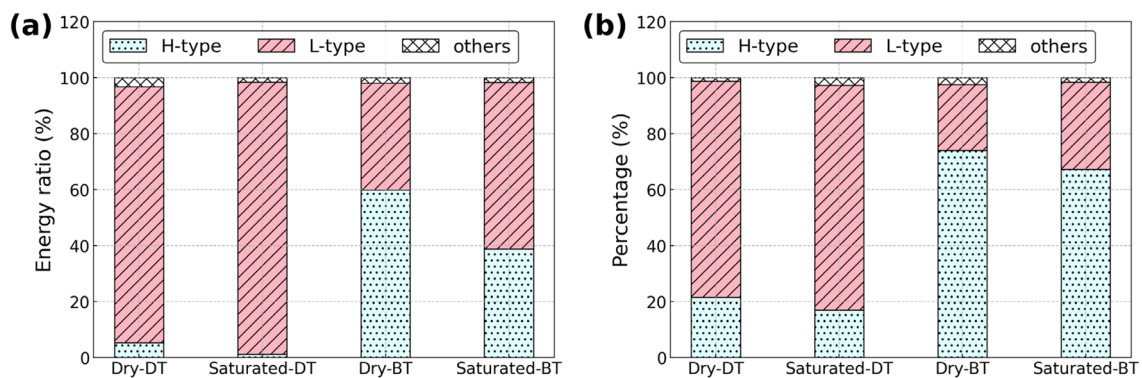 (a)
H-type L-type others
Energy ratio (%)
120
100
80
60
40
20
0
Dry-DT Saturated-DT Dry-BT Saturated-BT
(b)
H-type L-type others
Percentage (%)
120
100
80
60
40
20
0
Dry-DT Saturated-DT Dry-BT Saturated-BT